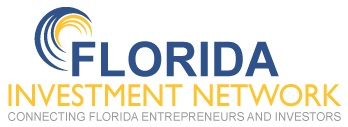 FLORIDA
INVESTMENT NETWORK
CONNECTING FLORIDA ENTREPRENEURS AND INVESTORS